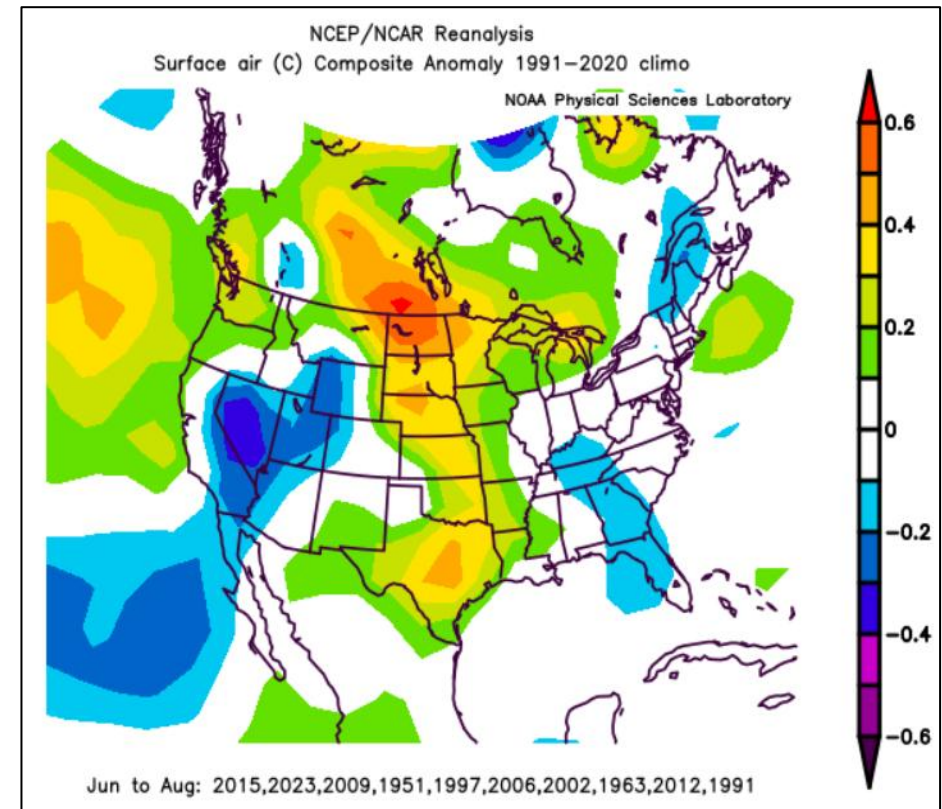 NCEP/NCAR Reanalysis
Surface air (C) Composite Anomaly 1991-2020 climo
NOAA Physical Sciences Laboratory
0.6
0.4
0.2
0
-0.2
-0.4
-0.6
Jun to Aug: 2015,2023,2009,1951,1997,2006,2002,1963,2012,1991